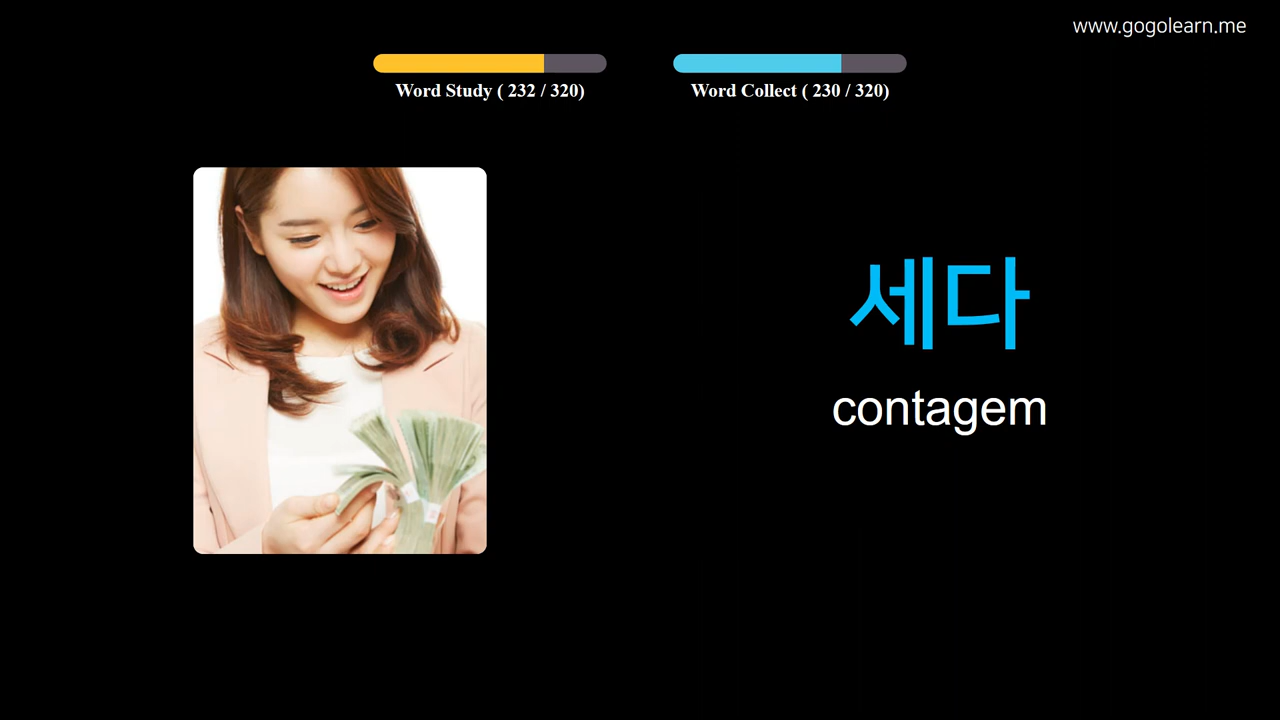 www.gogolearn.me
Word Study ( 232 / 320)
Word Collect ( 230 / 320)
세다
contagem